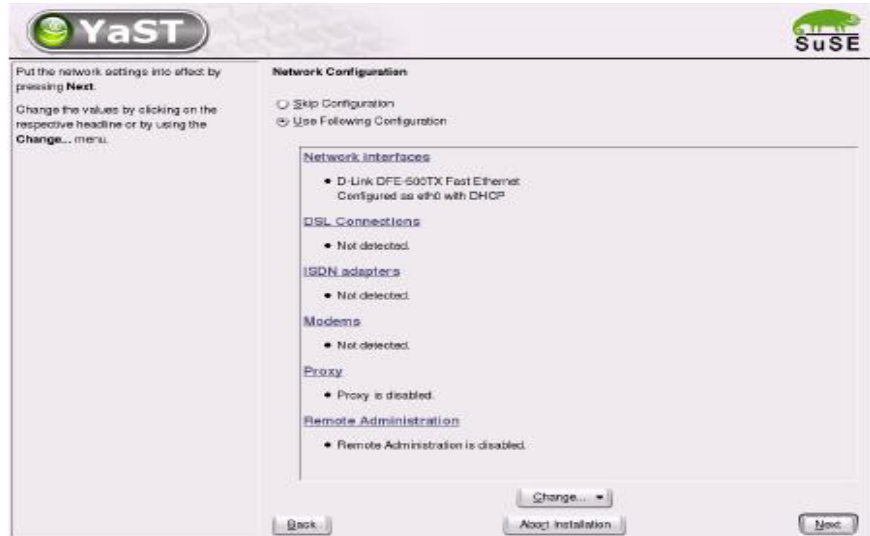 YaST
SuSE
Put the network settings into effect by
pressing Next.
Change the values by clicking on the
respective headline or by using the
Change... menu.
Network Configuration
Skip Configuration
Use Following Configuration
Network interfaces
D-Link DFE-500TX Fast Ethernet
Configured as eth0 with DHCP
DSL Connections
Not detected.
ISDN adapters
Not detected.
Modems
Not detected.
Proxy
Proxy is disabled.
Remote Administration
Remote Administration is disabled.
Change...
Back
Abort Installation
Next